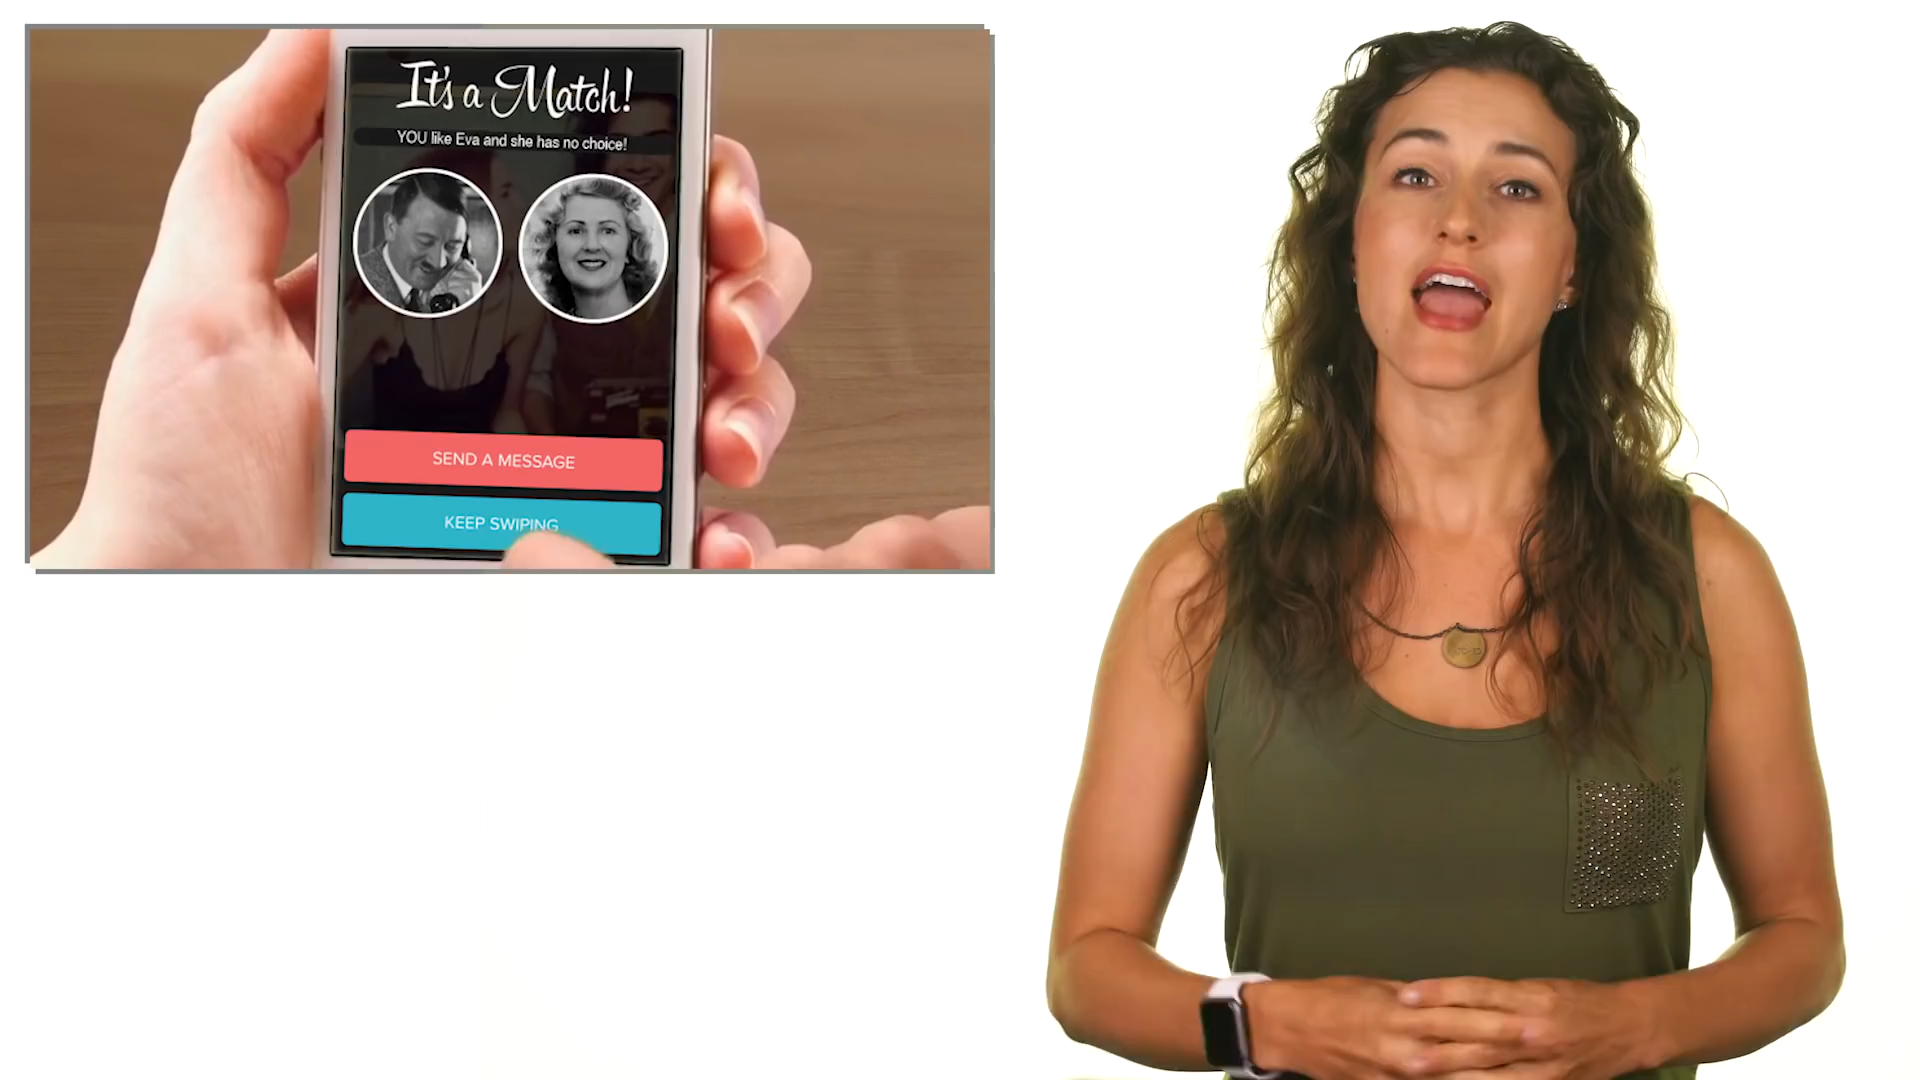 It's a Match!
YOU like Eva and she has no choice!
SEND A MESSAGE
KEEP SWIPING